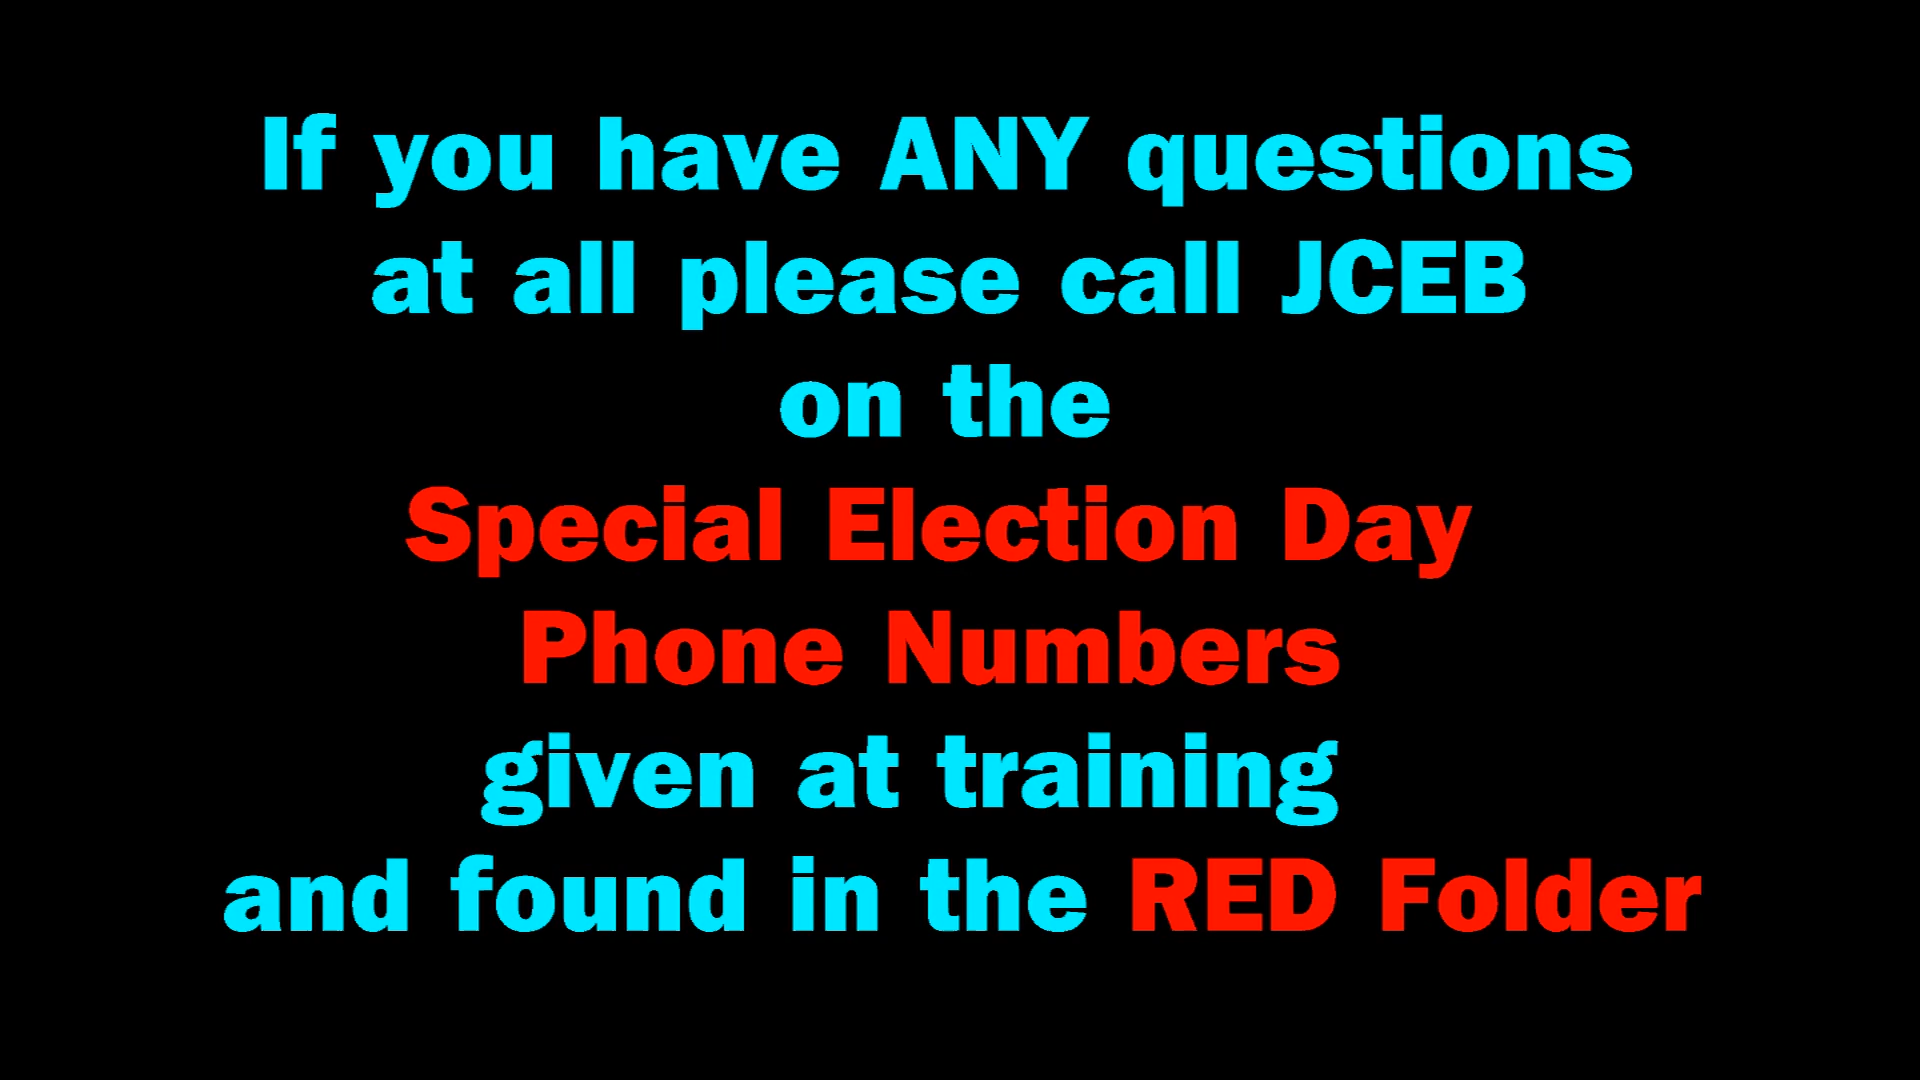 If you have ANY questions
at all please call JCEB
on the
Special Election Day
Phone Numbers
given at training
and found in the RED Folder